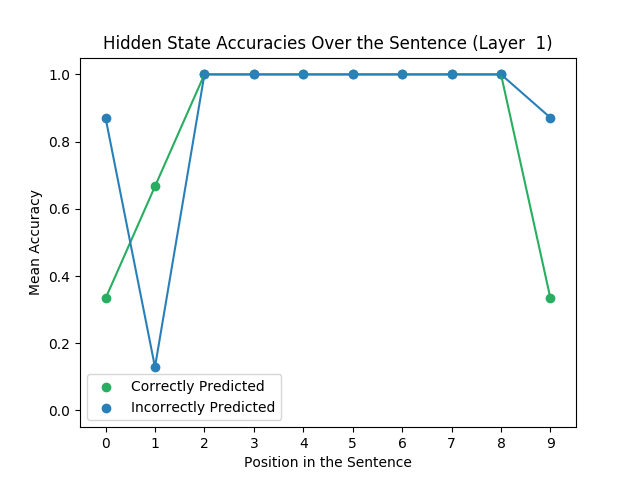 Hidden State Accuracies Over the Sentence (Layer  1)
Mean Accuracy
1.0
0.8
0.6
0.4
0.2
0.0
Correctly Predicted
Incorrectly Predicted
0 1 2 3 4 5 6 7 8 9
Position in the Sentence